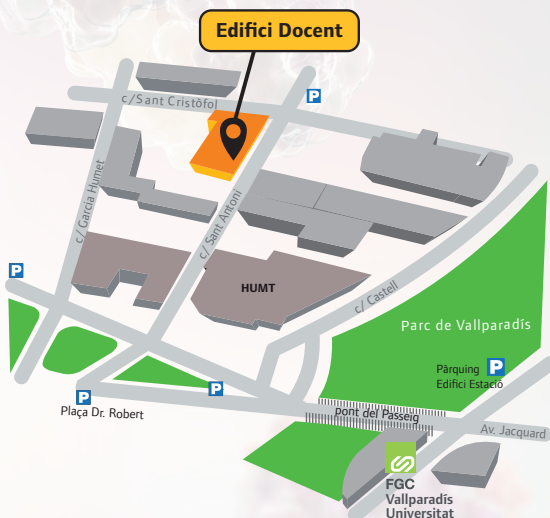 Edifici Docent
c/Sant Cristòfol
P
c/ Garcia Humet
c/ Sant Antoni
P
HUMT
c/ Castell
Parc de Vallparadís
Pàrquing P
Edifici Estació
P
P
Plaça Dr. Robert
pont del Passeig
Av. Jacquard
FGC
Vallparadís
Universitat